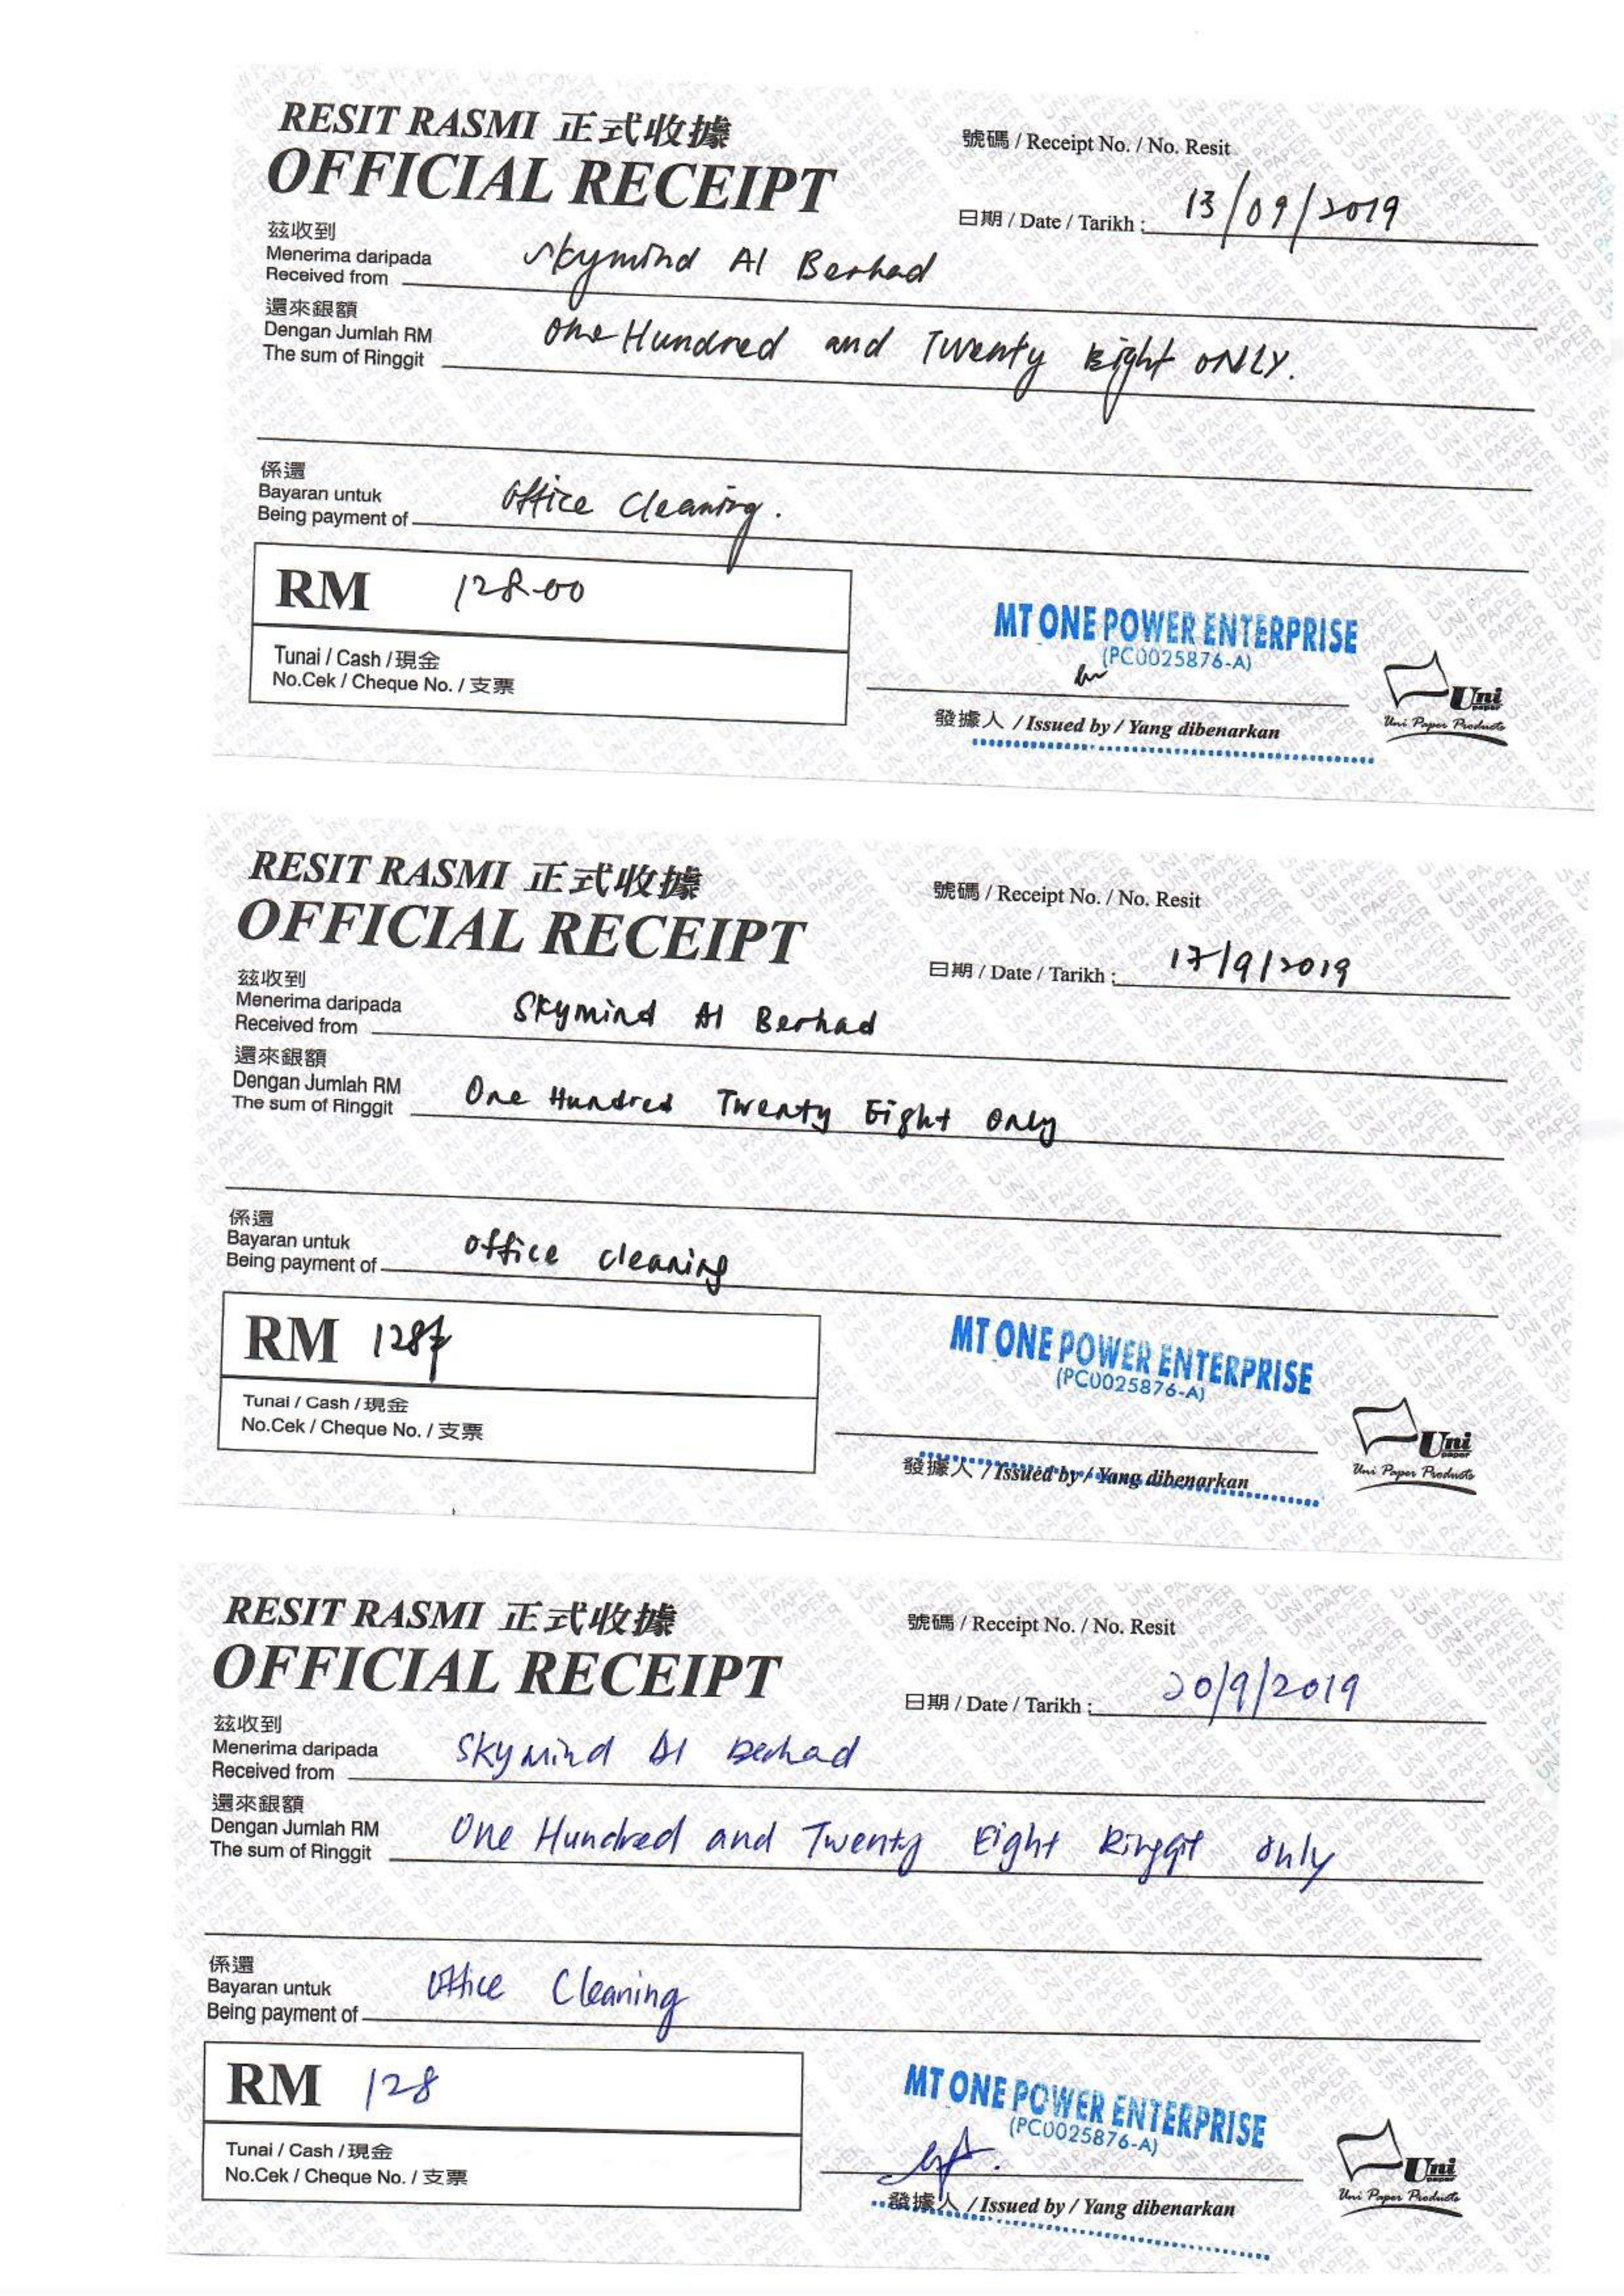 RESIT RASMI 正式收據
OFFICIAL RECEIPT
號碼 / Receipt No. / No. Resit
日期 / Date / Tarikh : 13/09/2019
茲收到
Menerima daripada
Received from Skymind AI Berhad
還來銀額
Dengan Jumlah RM
The sum of Ringgit One Hundred and Twenty Eight ONLY.
係還
Bayaran untuk
Being payment of Office Cleaning.
RM 128.00
Tunai / Cash / 現金
No.Cek / Cheque No. / 支票
MT ONE POWER ENTERPRISE
(PC0025876-A)
發據人 / Issued by / Yang dibenarkan
Uni
paper
Uni Paper Products
RESIT RASMI 正式收據
OFFICIAL RECEIPT
號碼 / Receipt No. / No. Resit
日期 / Date / Tarikh : 17/9/2019
茲收到
Menerima daripada
Received from Skymind AI Berhad
還來銀額
Dengan Jumlah RM
The sum of Ringgit One Hundred Twenty Eight Only
係還
Bayaran untuk
Being payment of office cleaning
RM 128
Tunai / Cash / 現金
No.Cek / Cheque No. / 支票
MT ONE POWER ENTERPRISE
(PC0025876-A)
發據人 / Issued by / Yang dibenarkan
Uni
paper
Uni Paper Products
RESIT RASMI 正式收據
OFFICIAL RECEIPT
號碼 / Receipt No. / No. Resit
日期 / Date / Tarikh : 20/9/2019
茲收到
Menerima daripada
Received from Skymind AI Berhad
還來銀額
Dengan Jumlah RM
The sum of Ringgit One Hundred and Twenty Eight Ringgit Only
係還
Bayaran untuk
Being payment of Office Cleaning
RM 128
Tunai / Cash / 現金
No.Cek / Cheque No. / 支票
MT ONE POWER ENTERPRISE
(PC0025876-A)
發據人 / Issued by / Yang dibenarkan
Uni
paper
Uni Paper Products